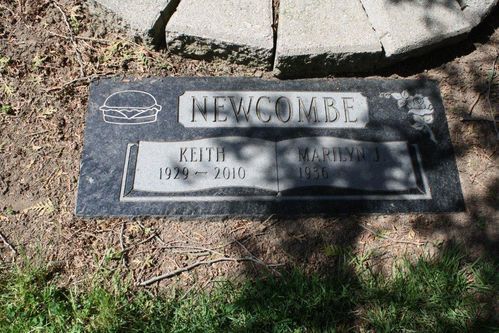 NEWCOMBE
KEITH
1929 – 2010
MARILYN J.
1936